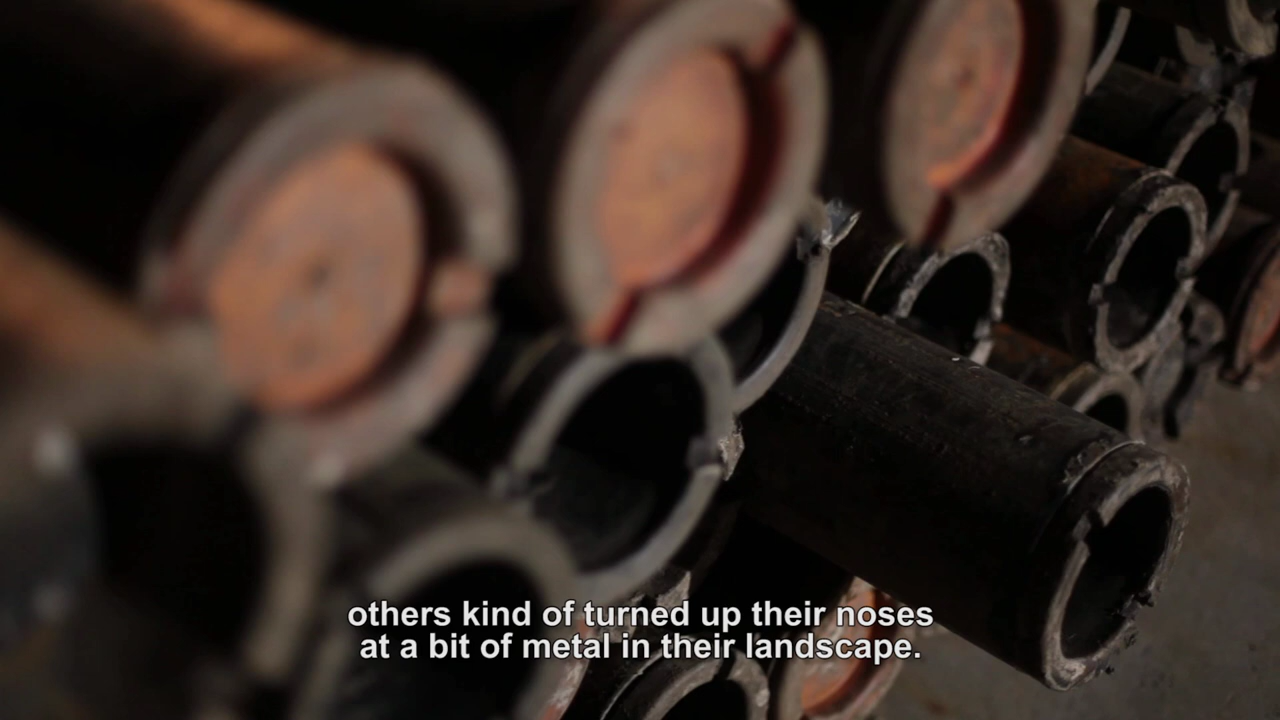 others kind of turned up their noses
at a bit of metal in their landscape.